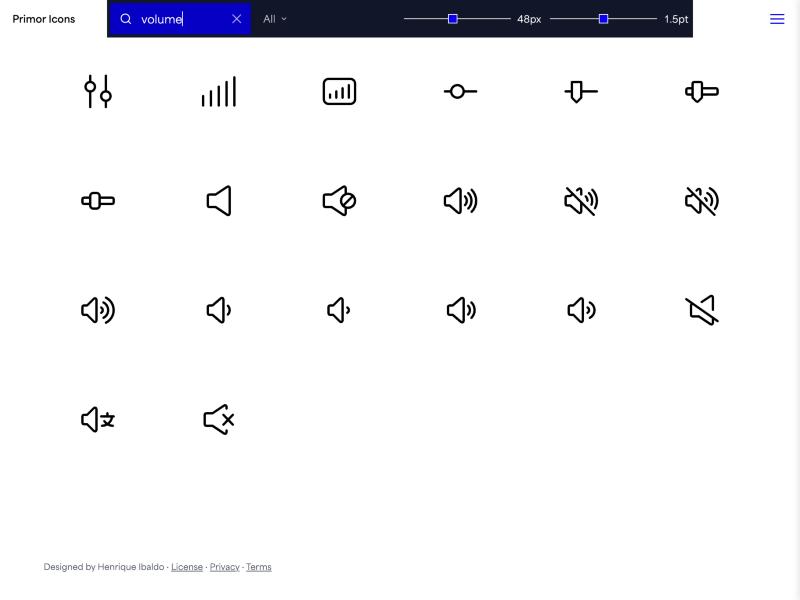 Primor Icons
volume
All
48px
1.5pt
Designed by Henrique Ibaldo · License · Privacy · Terms